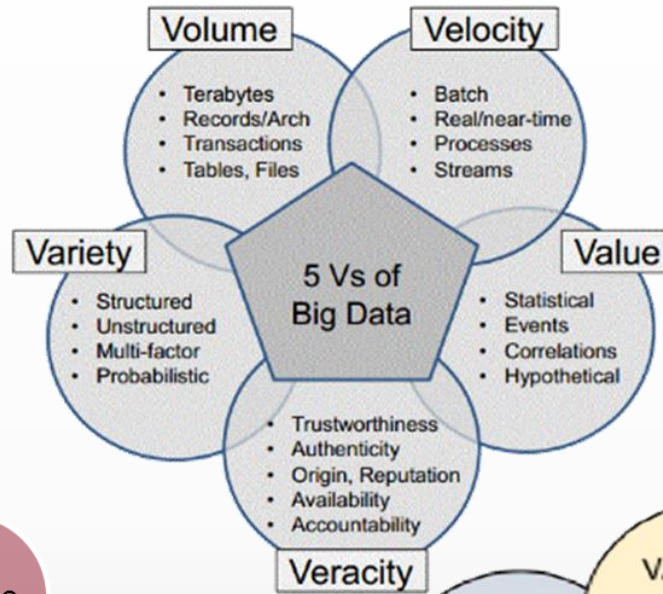 Volume
• Terabytes
• Records/Arch
• Transactions
• Tables, Files
Velocity
• Batch
• Real/near-time
• Processes
• Streams
Variety
• Structured
• Unstructured
• Multi-factor
• Probabilistic
5 Vs of
Big Data
Value
• Statistical
• Events
• Correlations
• Hypothetical
• Trustworthiness
• Authenticity
• Origin, Reputation
• Availability
• Accountability
Veracity